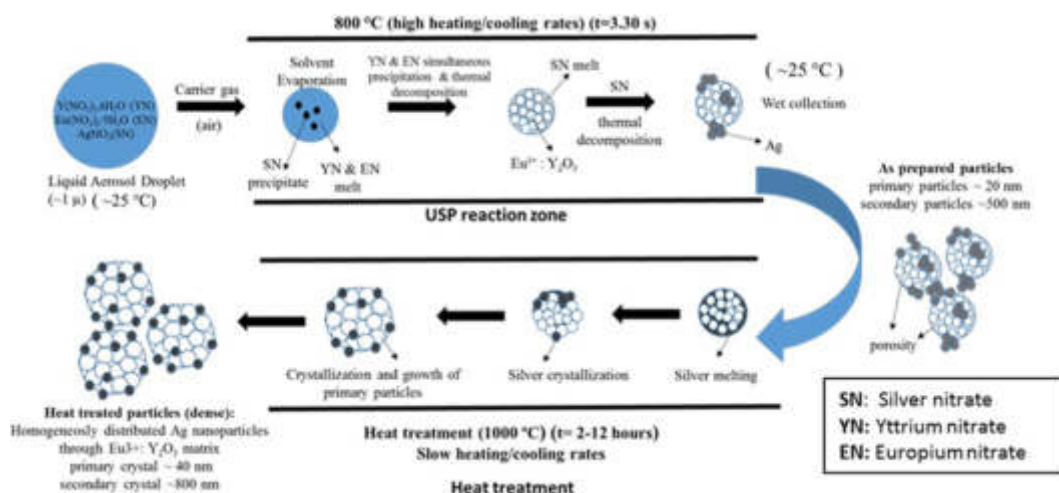 800 °C (high heating/cooling rates) (t=3.30 s)
Y(NO3)3.6H2O (YN)
Eu(NO3)3.5H2O (EN)
AgNO3(SN)
Liquid Aerosol Droplet
(~1 µ) ( ~25 °C)
Carrier gas
(air)
Solvent
Evaporation
SN
precipitate
YN & EN
melt
YN & EN simultaneous
precipitation & thermal
decomposition
SN melt
Eu3+ : Y2O3
SN
thermal
decomposition
( ~25 °C)
Wet collection
Ag
USP reaction zone
As prepared particles
primary particles ~ 20 nm
secondary particles ~500 nm
porosity
Silver melting
Silver crystallization
Crystallization and growth of
primary particles
Heat treated particles (dense):
Homogeneosly distributed Ag nanoparticles
through Eu3+: Y2O3 matrix
primary crystal ~ 40 nm
secondary crystal ~800 nm
Heat treatment (1000 °C) (t= 2-12 hours)
Slow heating/cooling rates
Heat treatment
SN: Silver nitrate
YN: Yttrium nitrate
EN: Europium nitrate